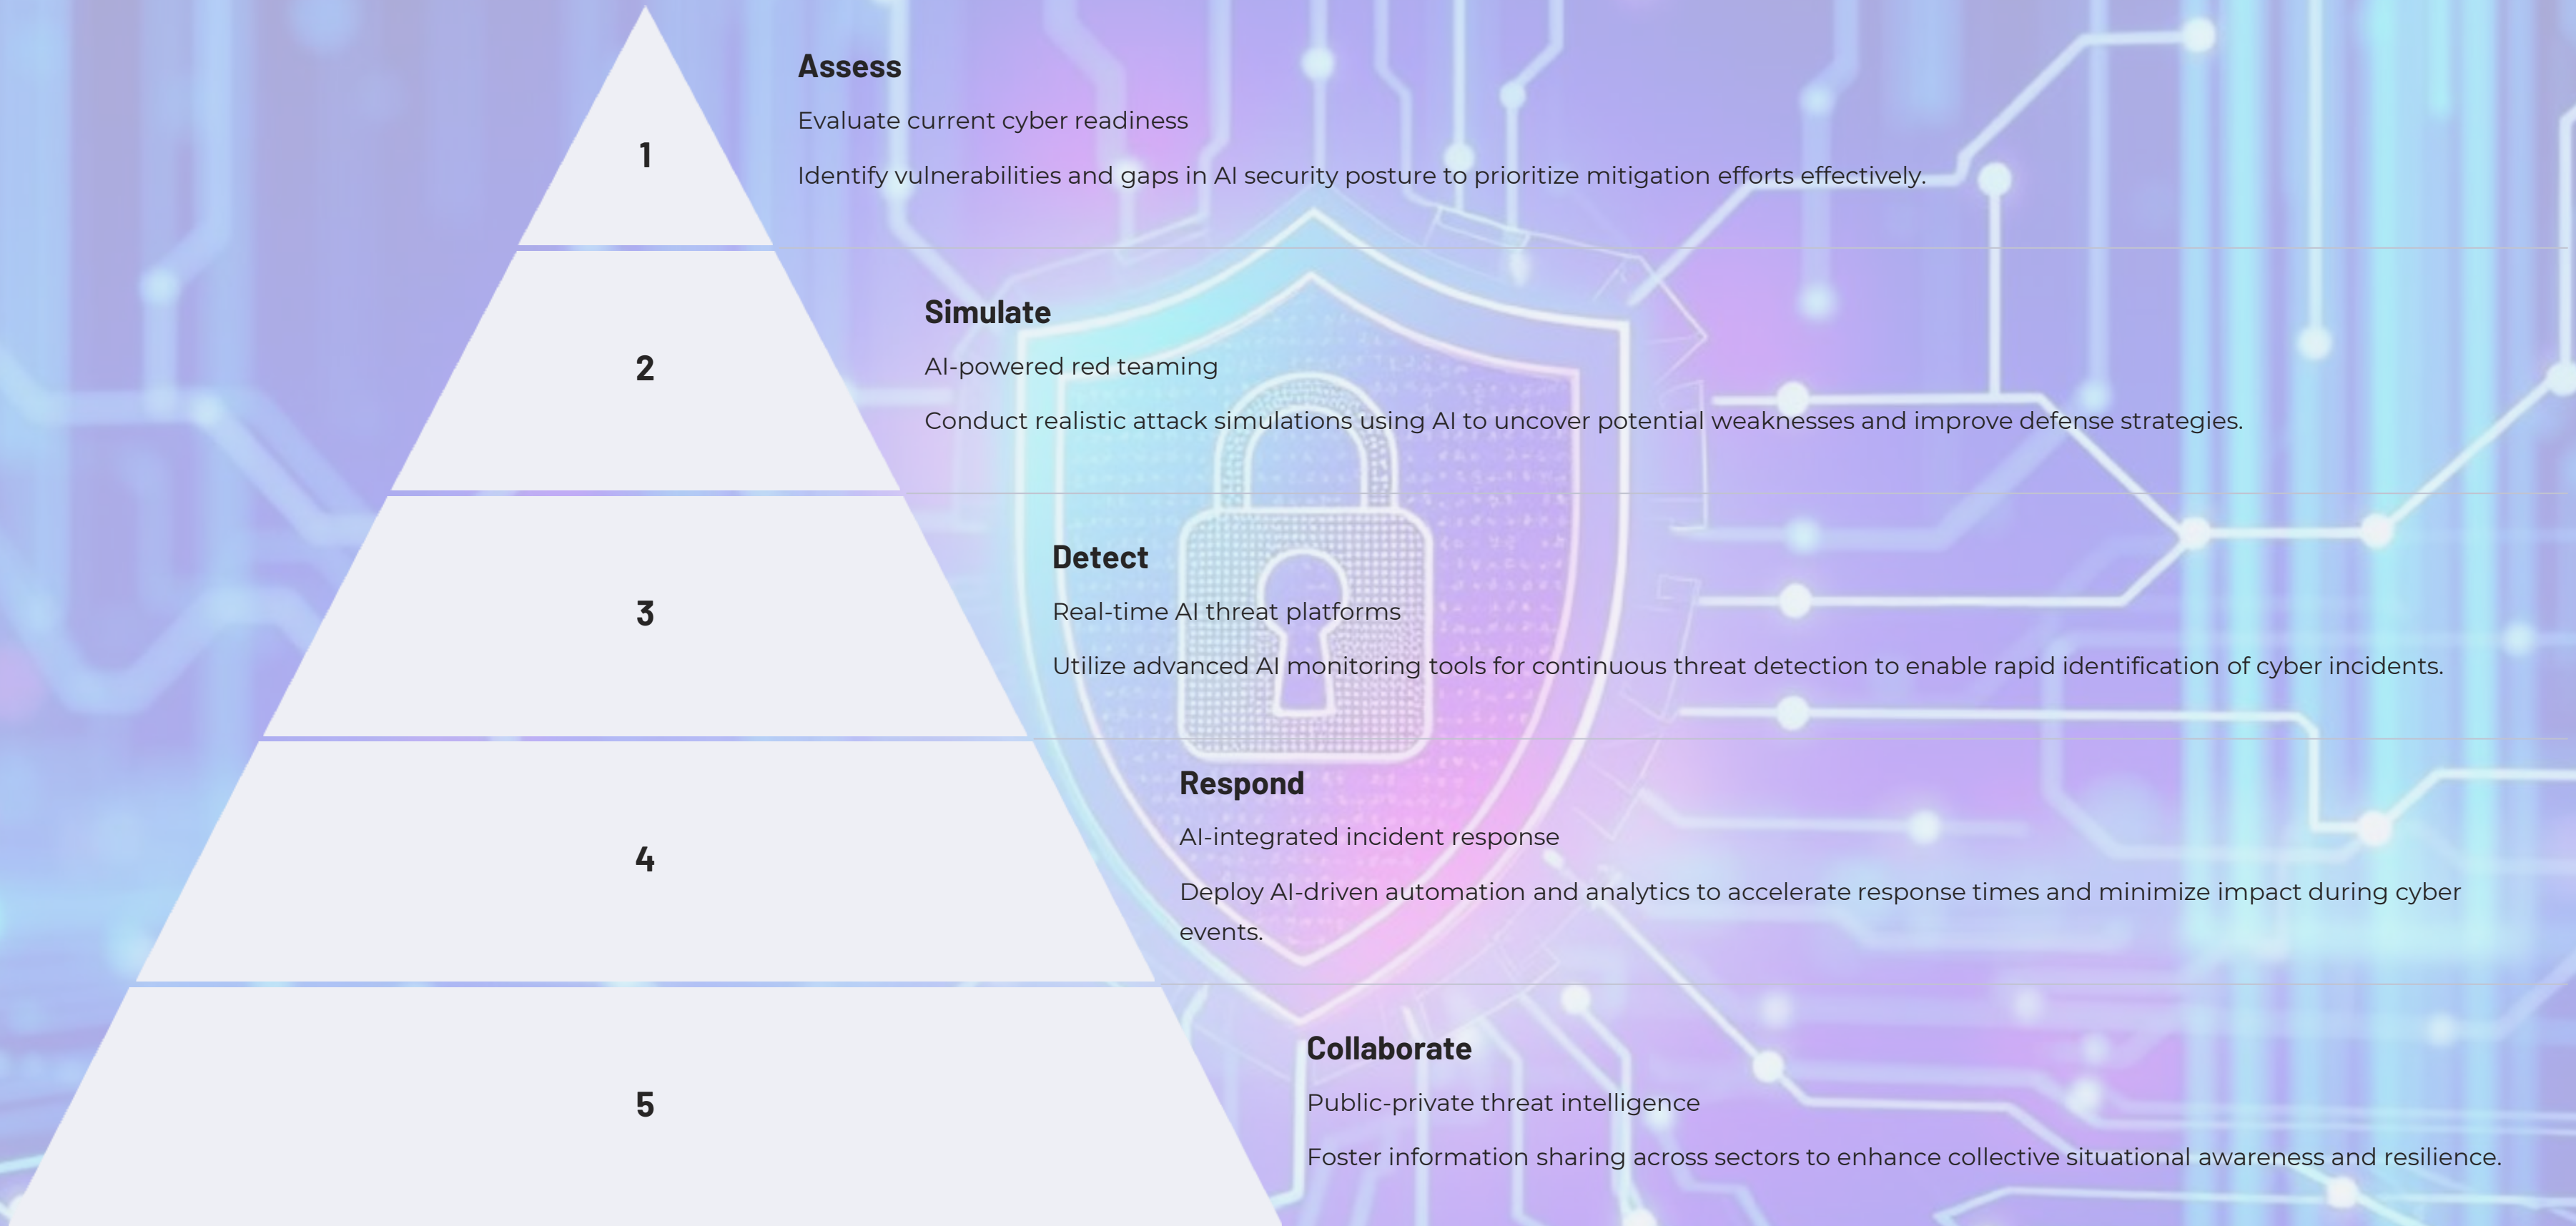 Assess
Evaluate current cyber readiness
1
Identify vulnerabilities and gaps in AI security posture to prioritize mitigation efforts effectively.
Simulate
AI-powered red teaming
2
Conduct realistic attack simulations using AI to uncover potential weaknesses and improve defense strategies.
Detect
Real-time AI threat platforms
3
Utilize advanced AI monitoring tools for continuous threat detection to enable rapid identification of cyber incidents.
Respond
AI-integrated incident response
4
Deploy AI-driven automation and analytics to accelerate response times and minimize impact during cyber
events.
Collaborate
Public-private threat intelligence
5
Foster information sharing across sectors to enhance collective situational awareness and resilience.